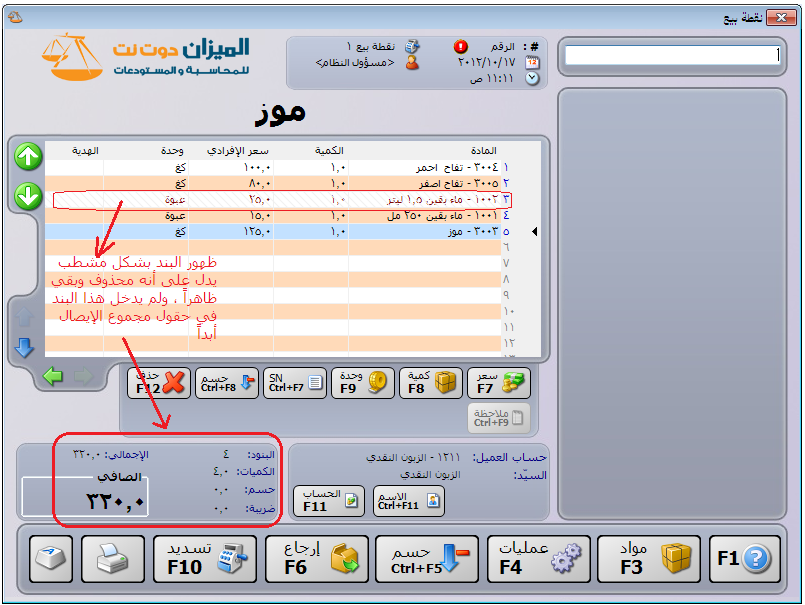 نقطة بيع
الميزان دوت نت
للمحاسبة والمستودعات
# : الرقم
نقطة بيع ١
٢٠١٢/١٠/١٧
<مسؤول النظام>
١١:١١ ص
موز
المادة الكمية سعر الإفرادي وحدة الهدية
١ ٣٠٠٤ - تفاح احمر ١,٠ ١٠٠,٠ كغ
٢ ٣٠٠٥ - تفاح اصفر ١,٠ ٨٠,٠ كغ
٣ ١٠٠٢ - ماء بقين ١,٥ ليتر ١,٠ ٢٥,٠ عبوة
٤ ١٠٠١ - ماء بقين ٢٥٠ مل ١,٠ ١٥,٠ عبوة
٥ ٣٠٠٣ - موز ١,٠ ١٢٥,٠ كغ
٦
٧
٨
٩
١٠
١١
١٢
١٣
ظهور البند بشكل مشطب
يدل على أنه محذوف وبقي
ظاهراً ، ولم يدخل هذا البند
في حقول مجموع الإيصال
أبداً
سعر F7
كمية F8
وحدة F9
SN Ctrl+F7
حسم Ctrl+F8
حذف F12
ملاحظة Ctrl+F9
حساب العميل: ١٢١١ - الزبون النقدي
السيّد: الزبون النقدي
الاسم Ctrl+F11
الحساب F11
البنود: ٤
الإجمالي: ٣٢٠,٠
الكميات: ٤,٠
الصافي
حسم: ٠,٠
٣٢٠,٠
ضريبة: ٠,٠
F1
مواد F3
عمليات F4
حسم Ctrl+F5
إرجاع F6
تسديد F10